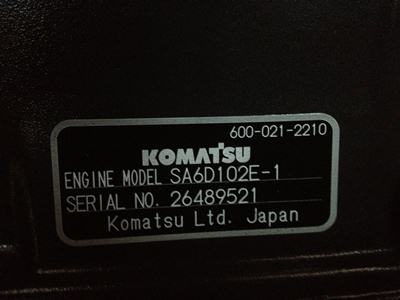 600-021-2210
KOMATSU
ENGINE MODEL SA6D102E-1
SERIAL NO. 26489521
Komatsu Ltd. Japan